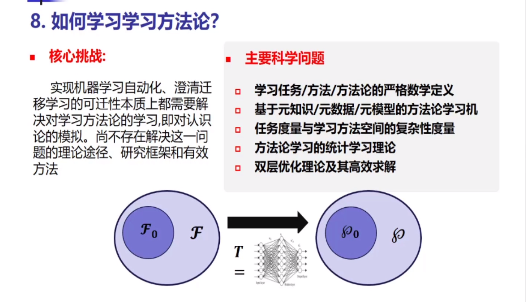 8. 如何学习学习方法论?
核心挑战:
实现机器学习自动化、澄清迁
移学习的可迁性本质上都需要解
决对学习方法论的学习,即对认识
论的模拟。尚不存在解决这一问
题的理论途径、研究框架和有效
方法
主要科学问题
学习任务/方法/方法论的严格数学定义
基于元知识/元数据/元模型的方法论学习机
任务度量与学习方法空间的复杂性度量
方法论学习的统计学习理论
双层优化理论及其高效求解
ℱ₀
ℱ
T
=
℘₀
℘